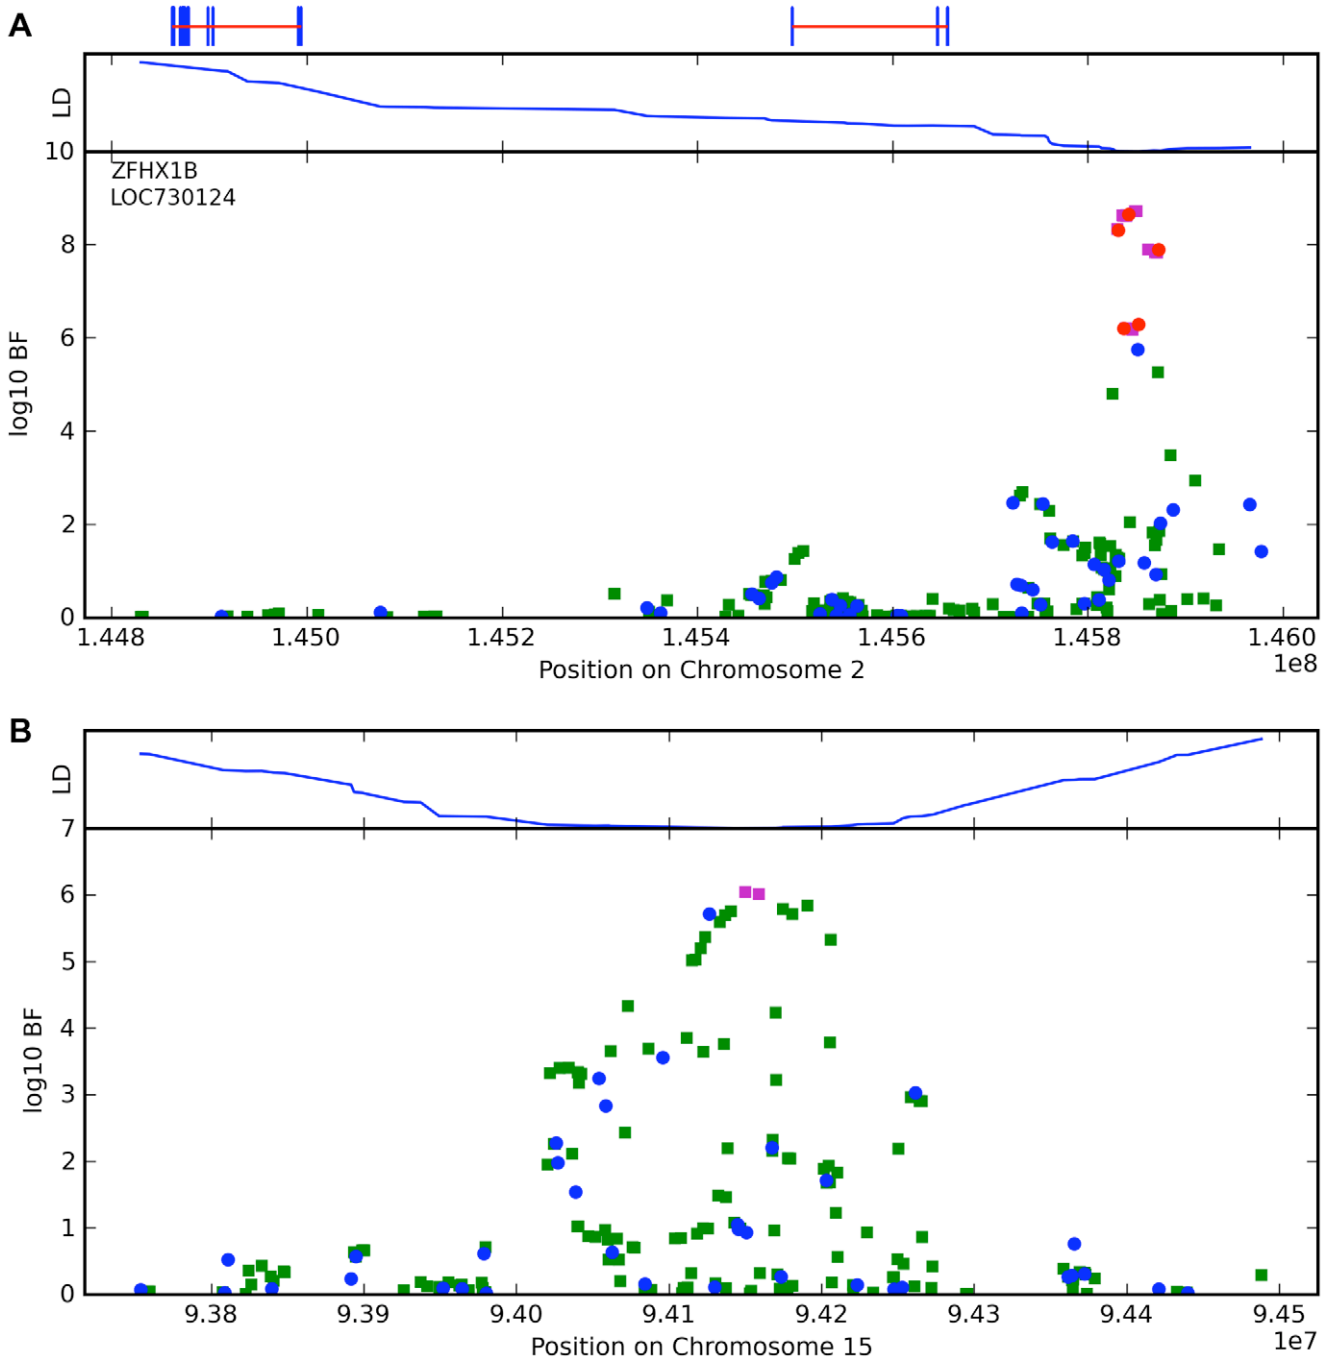 A
LD
10
ZFHX1B
LOC730124
8
6
4
2
0
log10 BF
1.448 1.450 1.452 1.454 1.456 1.458 1.460
1e8
Position on Chromosome 2
B
LD
7
6
5
4
3
2
1
0
log10 BF
9.38 9.39 9.40 9.41 9.42 9.43 9.44 9.45
1e7
Position on Chromosome 15